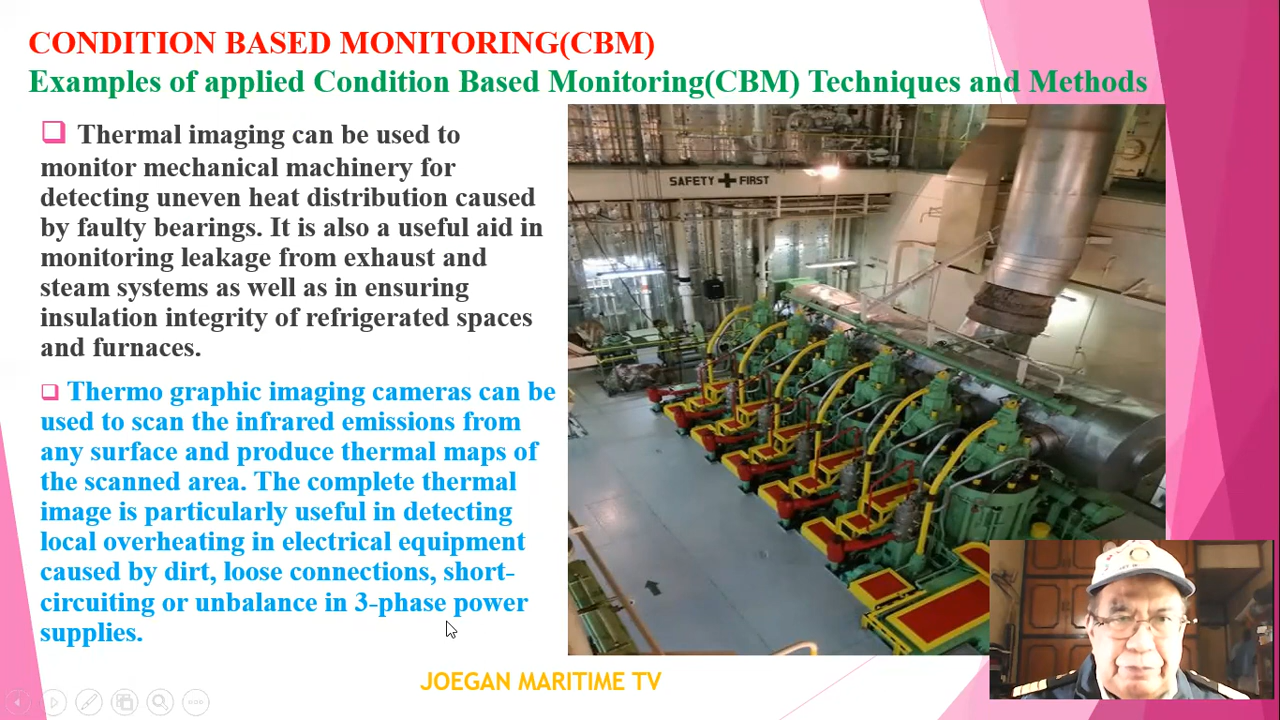 CONDITION BASED MONITORING(CBM)
Examples of applied Condition Based Monitoring(CBM) Techniques and Methods
Thermal imaging can be used to
monitor mechanical machinery for
detecting uneven heat distribution caused
by faulty bearings. It is also a useful aid in
monitoring leakage from exhaust and
steam systems as well as in ensuring
insulation integrity of refrigerated spaces
and furnaces.
Thermo graphic imaging cameras can be
used to scan the infrared emissions from
any surface and produce thermal maps of
the scanned area. The complete thermal
image is particularly useful in detecting
local overheating in electrical equipment
caused by dirt, loose connections, short-
circuiting or unbalance in 3-phase power
supplies.
SAFETY FIRST
JOEGAN MARITIME TV